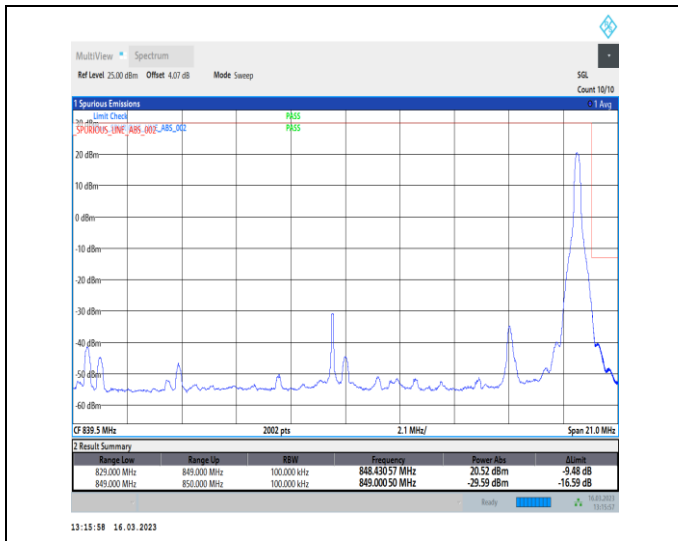 MultiView Spectrum
Ref Level 25.00 dBm Offset 4.07 dB Mode Sweep SGL
Count 10/10
1 Spurious Emissions 1 Avg
Limit Check PASS
_SPURIOUS_LINE_ABS_002 _ABS_002 PASS
20 dBm
10 dBm
0 dBm
-10 dBm
-20 dBm
-30 dBm
-40 dBm
-50 dBm
-60 dBm
CF 839.5 MHz 2002 pts 2.1 MHz/ Span 21.0 MHz
2 Result Summary
Range Low Range Up RBW Frequency Power Abs ΔLimit
829.000 MHz 849.000 MHz 100.000 kHz 848.43057 MHz 20.52 dBm -9.48 dB
849.000 MHz 850.000 MHz 100.000 kHz 849.00050 MHz -29.59 dBm -16.59 dB
Ready 16.03.2023
13:15:57
13:15:58 16.03.2023